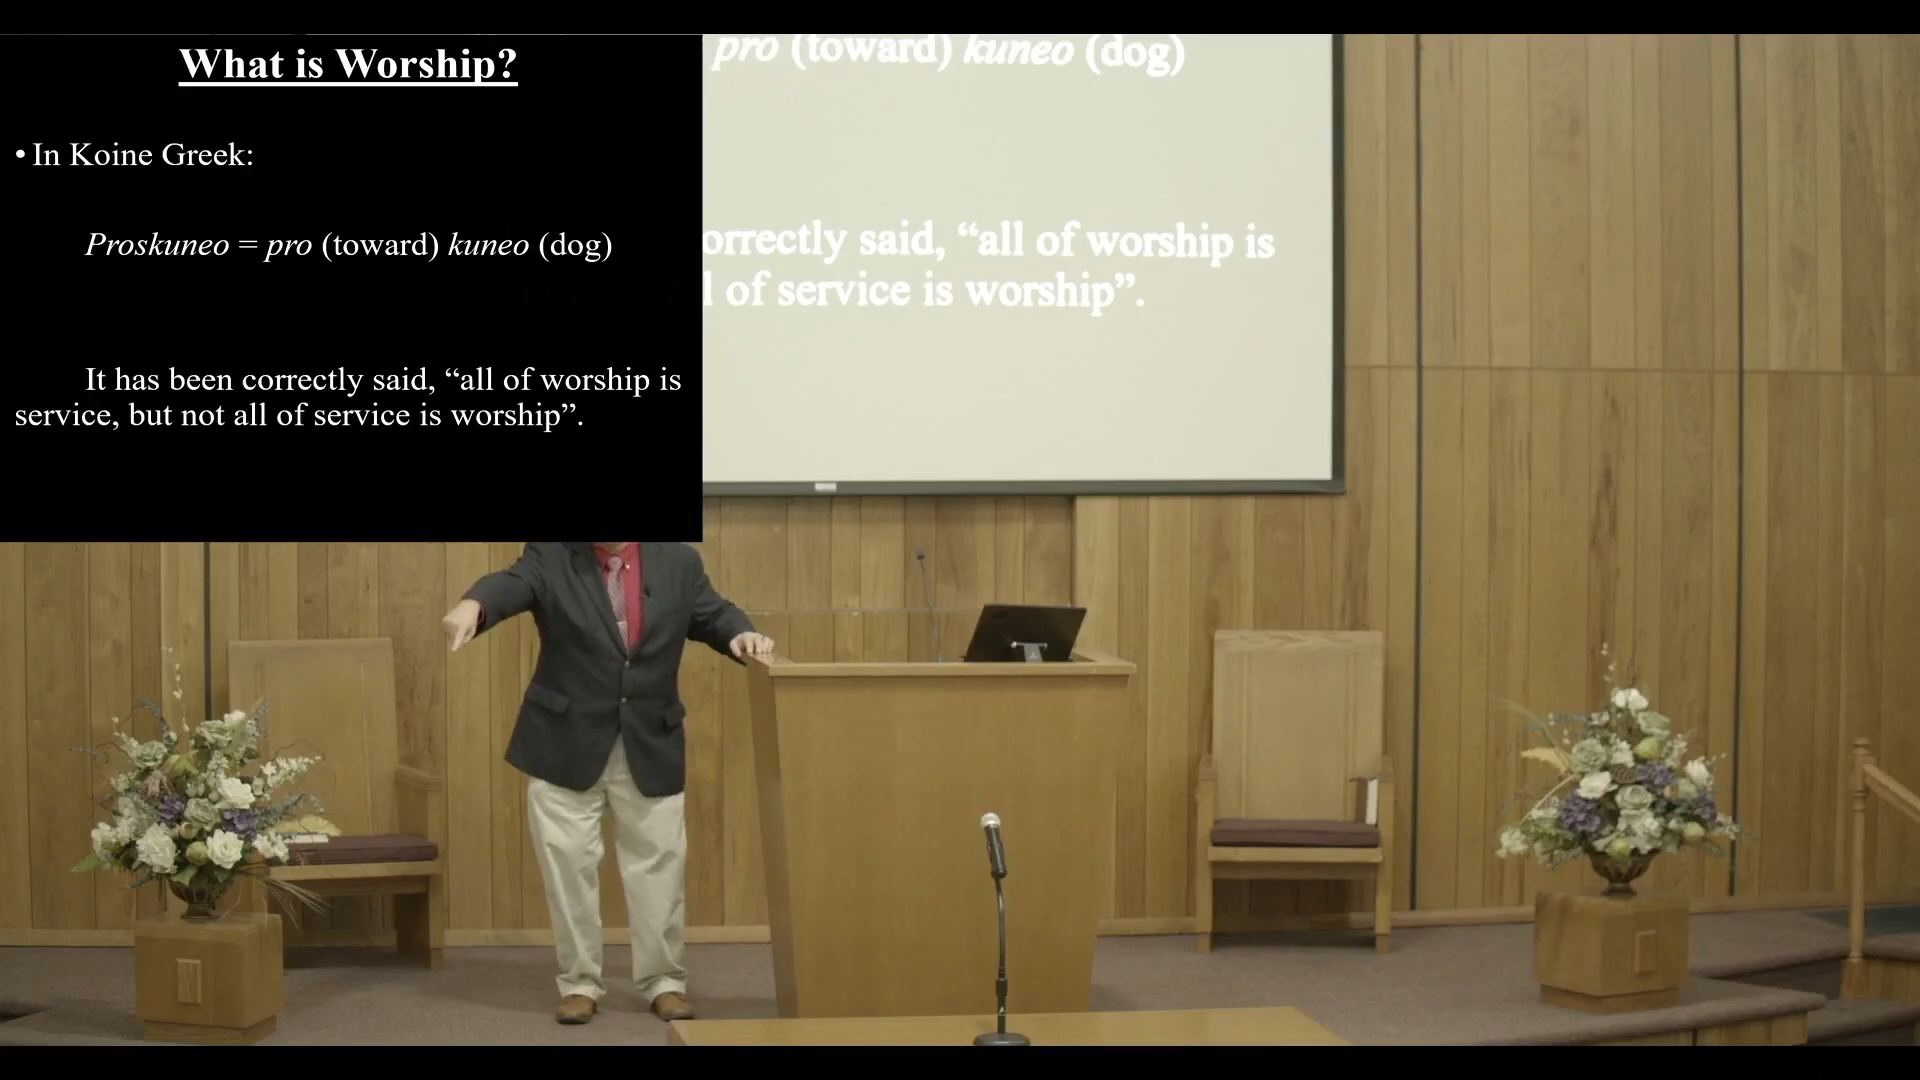 What is Worship?
• In Koine Greek:
Proskuneo = pro (toward) kuneo (dog)
It has been correctly said, “all of worship is
service, but not all of service is worship”.
pro (toward) kuneo (dog)
orrectly said, “all of worship is
l of service is worship”.